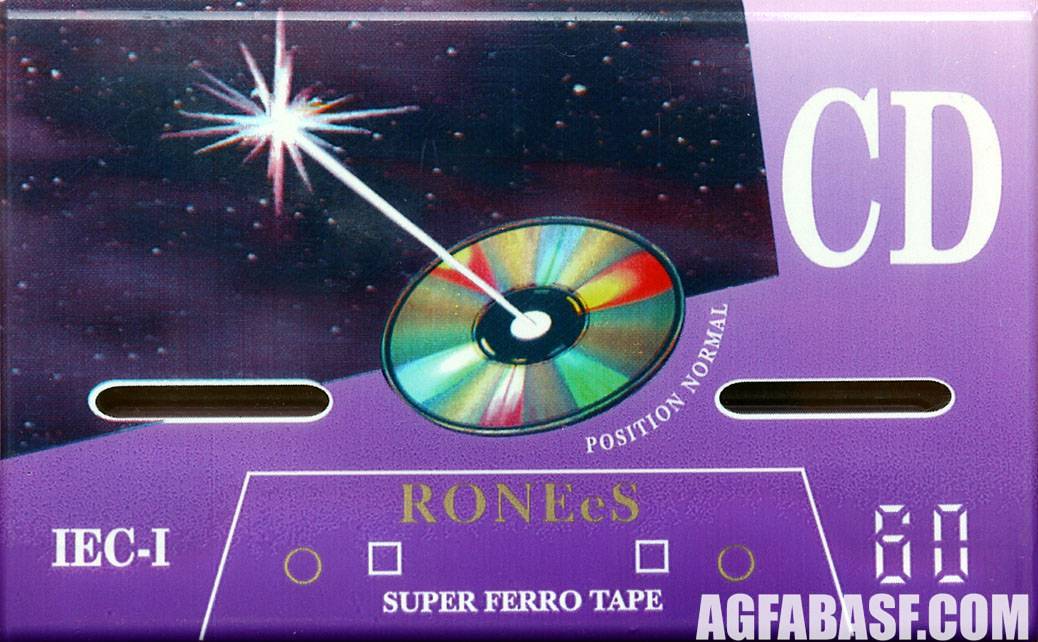 CD
POSITION NORMAL
RONEeS
IEC-I
60
SUPER FERRO TAPE
AGFABASF.COM